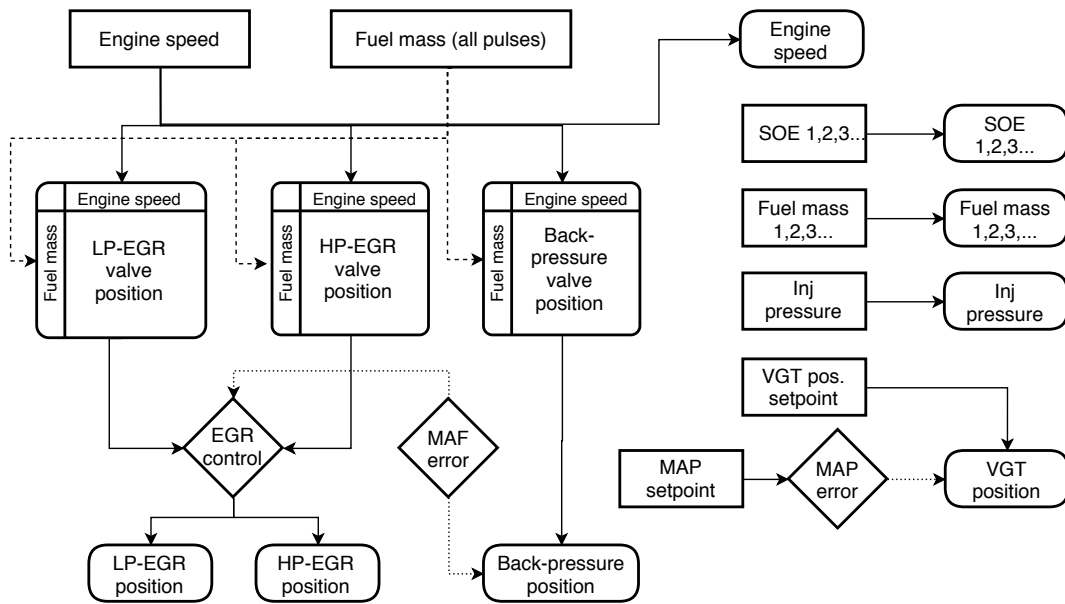 Engine speed
Fuel mass (all pulses)
Engine
speed
SOE 1,2,3...
SOE
1,2,3...
Engine speed
Fuel mass
LP-EGR
valve
position
Engine speed
Fuel mass
HP-EGR
valve
position
Engine speed
Fuel mass
Back-
pressure
valve
position
Fuel mass
1,2,3...
Fuel mass
1,2,3,...
Inj
pressure
Inj
pressure
VGT pos.
setpoint
EGR
control
MAF
error
MAP
setpoint
MAP
error
VGT
position
LP-EGR
position
HP-EGR
position
Back-pressure
position